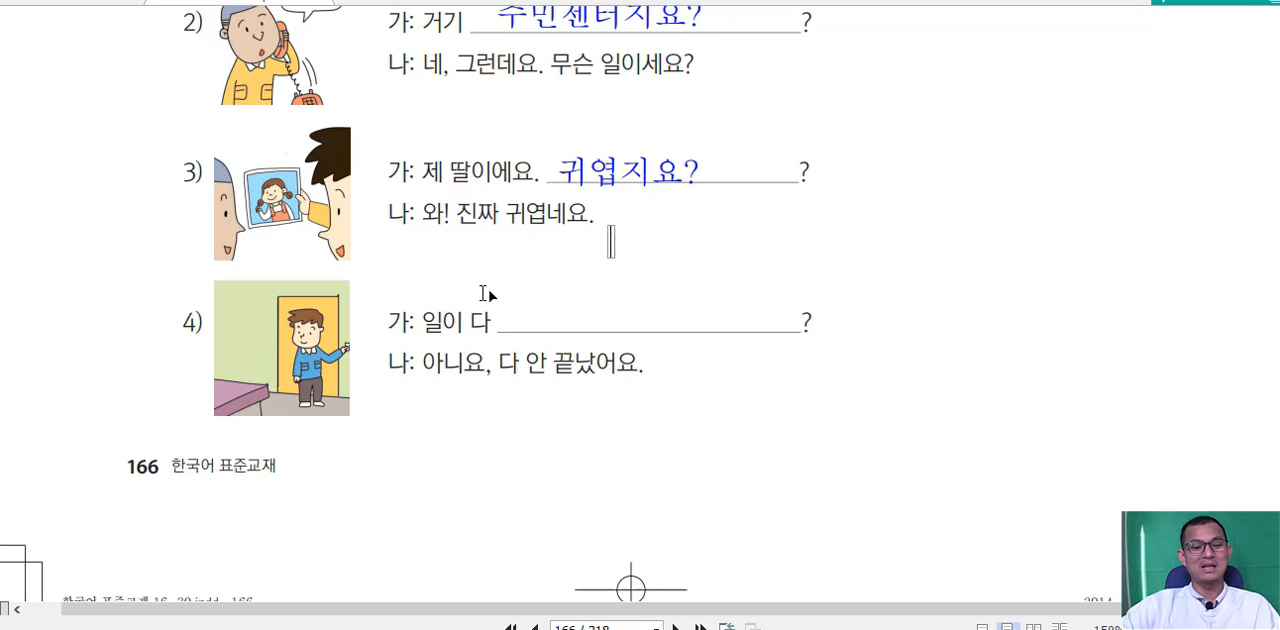 2)
가: 거기 주민센터지요? ?
나: 네, 그런데요. 무슨 일이세요?
3)
가: 제 딸이에요. 귀엽지요? ?
나: 와! 진짜 귀엽네요.
4)
가: 일이 다 ?
나: 아니요, 다 안 끝났어요.
166 한국어 표준교재
166 / 218